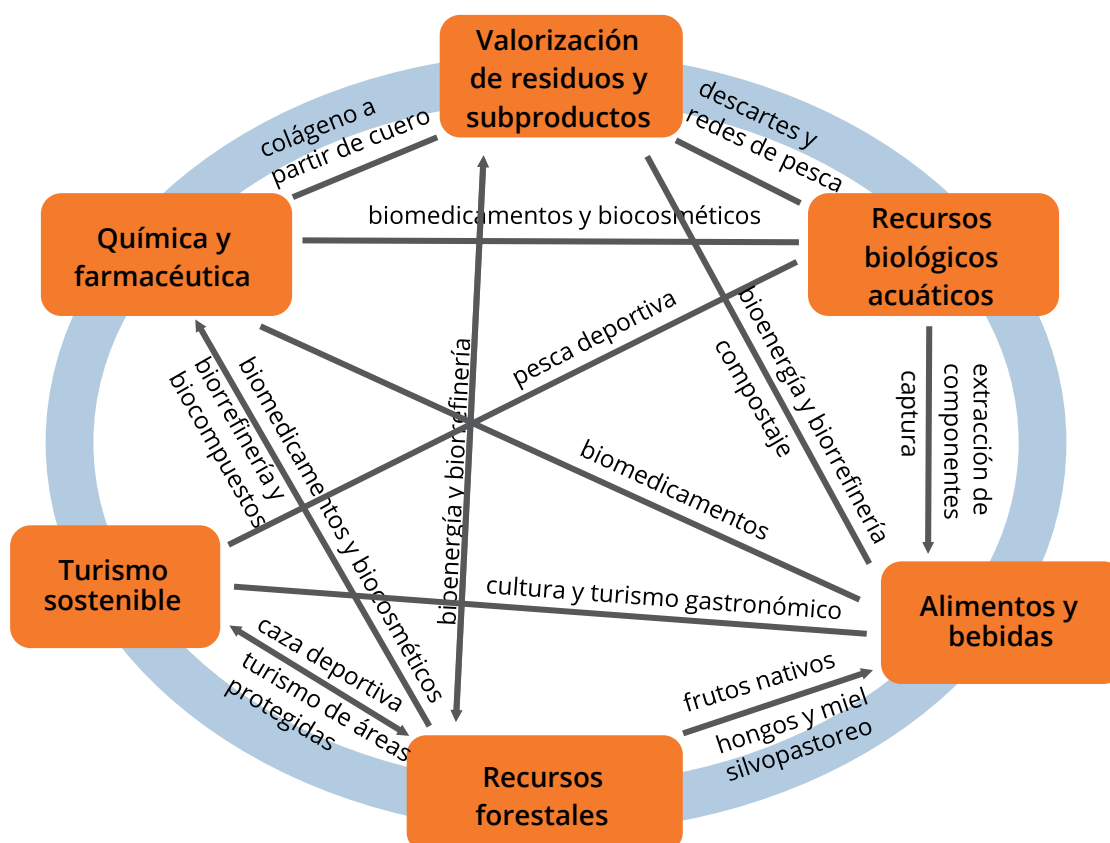 Valorización
de residuos y
subproductos
colágeno a
partir de cuero
descartes y
redes de pesca
Química y
farmacéutica
biomedicamentos y biocosméticos
Recursos
biológicos
acuáticos
pesca deportiva
bioenergía y biorrefinería
compostaje
extracción de
componentes
captura
biomedicamentos y biocosméticos
biorrefinería y
biocompuestos
bioenergía y biorrefinería
biomedicamentos
Turismo
sostenible
cultura y turismo gastronómico
Alimentos y
bebidas
caza deportiva
turismo de áreas
protegidas
frutos nativos
hongos y miel
silvopastoreo
Recursos
forestales